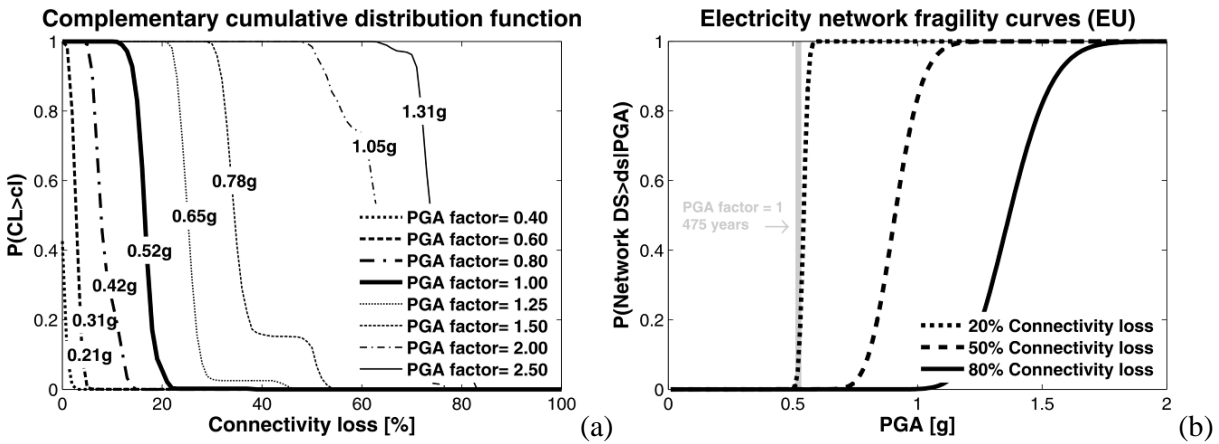 Complementary cumulative distribution function
1
0.8
0.6
0.4
0.2
0
P(CL>cl)
1.31g
1.05g
0.78g
0.65g
0.52g
0.42g
0.31g
0.21g
PGA factor= 0.40
PGA factor= 0.60
PGA factor= 0.80
PGA factor= 1.00
PGA factor= 1.25
PGA factor= 1.50
PGA factor= 2.00
PGA factor= 2.50
0 20 40 60 80 100
Connectivity loss [%]
(a)
Electricity network fragility curves (EU)
1
0.8
0.6
0.4
0.2
0
P(Network DS>ds|PGA)
PGA factor = 1
475 years
20% Connectivity loss
50% Connectivity loss
80% Connectivity loss
0 0.5 1 1.5 2
PGA [g]
(b)